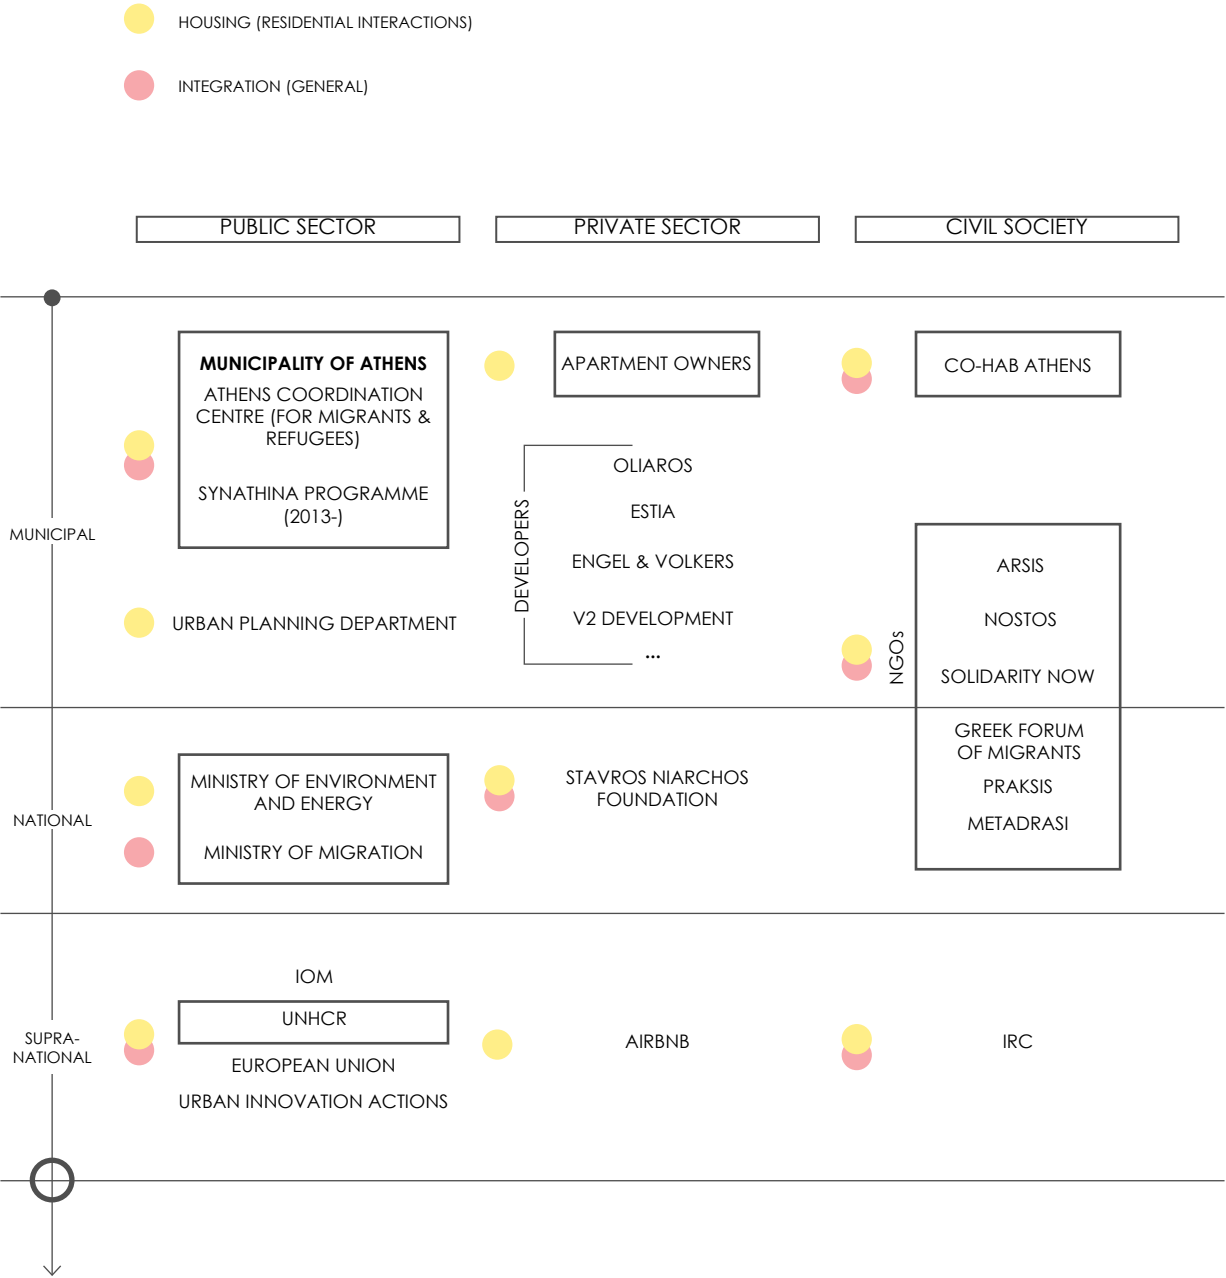 HOUSING (RESIDENTIAL INTERACTIONS)
INTEGRATION (GENERAL)
PUBLIC SECTOR
PRIVATE SECTOR
CIVIL SOCIETY
MUNICIPAL
MUNICIPALITY OF ATHENS
ATHENS COORDINATION
CENTRE (FOR MIGRANTS &
REFUGEES)
SYNATHINA PROGRAMME
(2013-)
URBAN PLANNING DEPARTMENT
APARTMENT OWNERS
DEVELOPERS
OLIAROS
ESTIA
ENGEL & VOLKERS
V2 DEVELOPMENT
...
CO-HAB ATHENS
NGOs
ARSIS
NOSTOS
SOLIDARITY NOW
GREEK FORUM
OF MIGRANTS
PRAKSIS
METADRASI
NATIONAL
MINISTRY OF ENVIRONMENT
AND ENERGY
MINISTRY OF MIGRATION
STAVROS NIARCHOS
FOUNDATION
SUPRA-
NATIONAL
IOM
UNHCR
EUROPEAN UNION
URBAN INNOVATION ACTIONS
AIRBNB
IRC